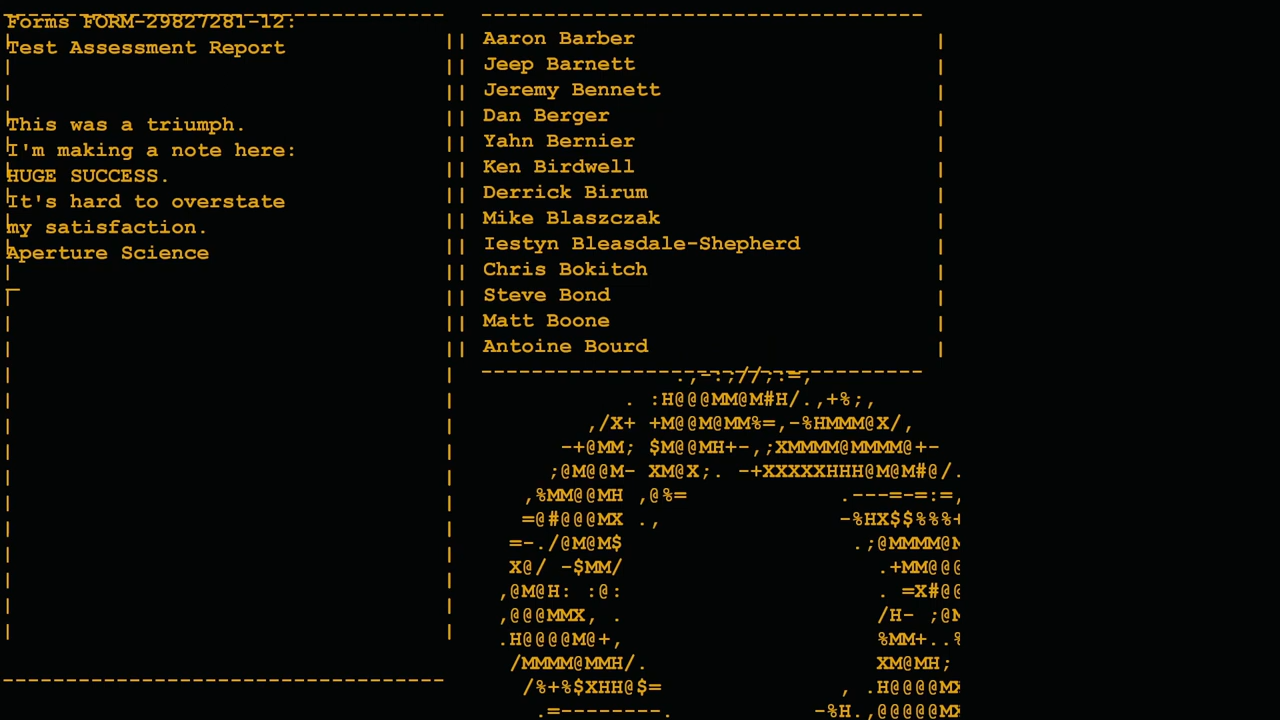 Forms FORM-29827281-12:
Test Assessment Report
This was a triumph.
I'm making a note here:
HUGE SUCCESS.
It's hard to overstate
my satisfaction.
Aperture Science
Aaron Barber
Jeep Barnett
Jeremy Bennett
Dan Berger
Yahn Bernier
Ken Birdwell
Derrick Birum
Mike Blaszczak
Iestyn Bleasdale-Shepherd
Chris Bokitch
Steve Bond
Matt Boone
Antoine Bourd